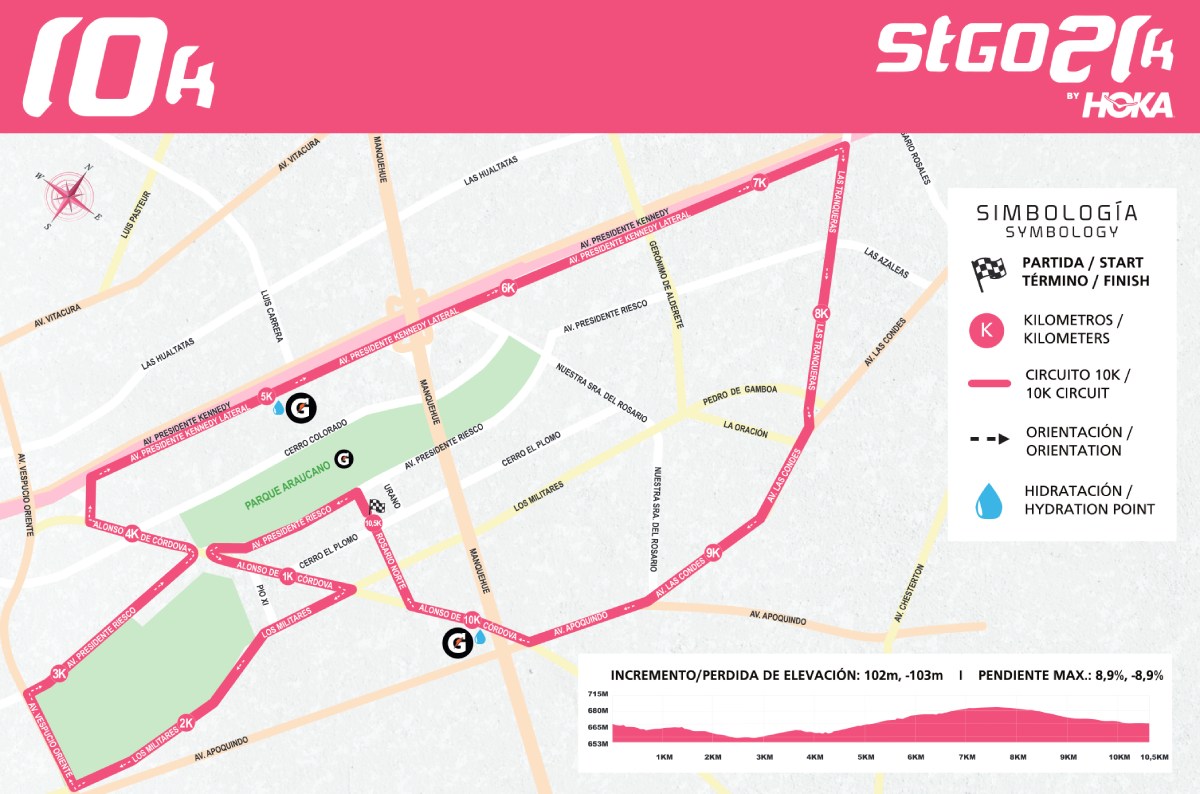 10k
StGO21k
BY HOKA
N
W
E
S
AV. VITACURA
MANQUEHUE
LAS HUALTATAS
LUIS PASTEUR
7K
LAS TRANQUERAS
AV. PRESIDENTE KENNEDY
AV. PRESIDENTE KENNEDY LATERAL
GERÓNIMO DE ALDERETE
LAS AZALEAS
6K
LUIS CARRERA
AV. VITACURA
AV. PRESIDENTE RIESCO
8K
AV. PRESIDENTE KENNEDY LATERAL
LAS TRANQUERAS
AV. LAS CONDES
LAS HUALTATAS
NUESTRA SRA. DEL ROSARIO
PEDRO DE GAMBOA
MANQUEHUE
5K
G
AV. PRESIDENTE KENNEDY
AV. PRESIDENTE KENNEDY LATERAL
CERRO COLORADO
LA ORACIÓN
AV. PRESIDENTE RIESCO
CERRO EL PLOMO
G
PARQUE ARAUCANO
AV. LAS CONDES
AV. VESPUCIO ORIENTE
URANO
LOS MILITARES
NUESTRA SRA. DEL ROSARIO
10,5K
AV. PRESIDENTE RIESCO
4K
ALONSO DE CÓRDOVA
CERRO EL PLOMO
ROSARIO NORTE
MANQUEHUE
9K
AV. LAS CONDES
1K
ALONSO DE CÓRDOVA
PIO XI
AV. CHESTERTON
LOS MILITARES
ALONSO DE CÓRDOVA
10K
G
AV. APOQUINDO
AV. APOQUINDO
AV. PRESIDENTE RIESCO
3K
AV. VESPUCIO ORIENTE
2K
LOS MILITARES
AV. APOQUINDO
SIMBOLOGÍA
SYMBOLOGY
PARTIDA / START
TÉRMINO / FINISH
K
KILOMETROS /
KILOMETERS
CIRCUITO 10K /
10K CIRCUIT
ORIENTACIÓN /
ORIENTATION
HIDRATACIÓN /
HYDRATION POINT
INCREMENTO/PERDIDA DE ELEVACIÓN: 102m, -103m I PENDIENTE MAX.: 8,9%, -8,9%
715M
680M
665M
653M
1KM 2KM 3KM 4KM 5KM 6KM 7KM 8KM 9KM 10KM 10,5KM